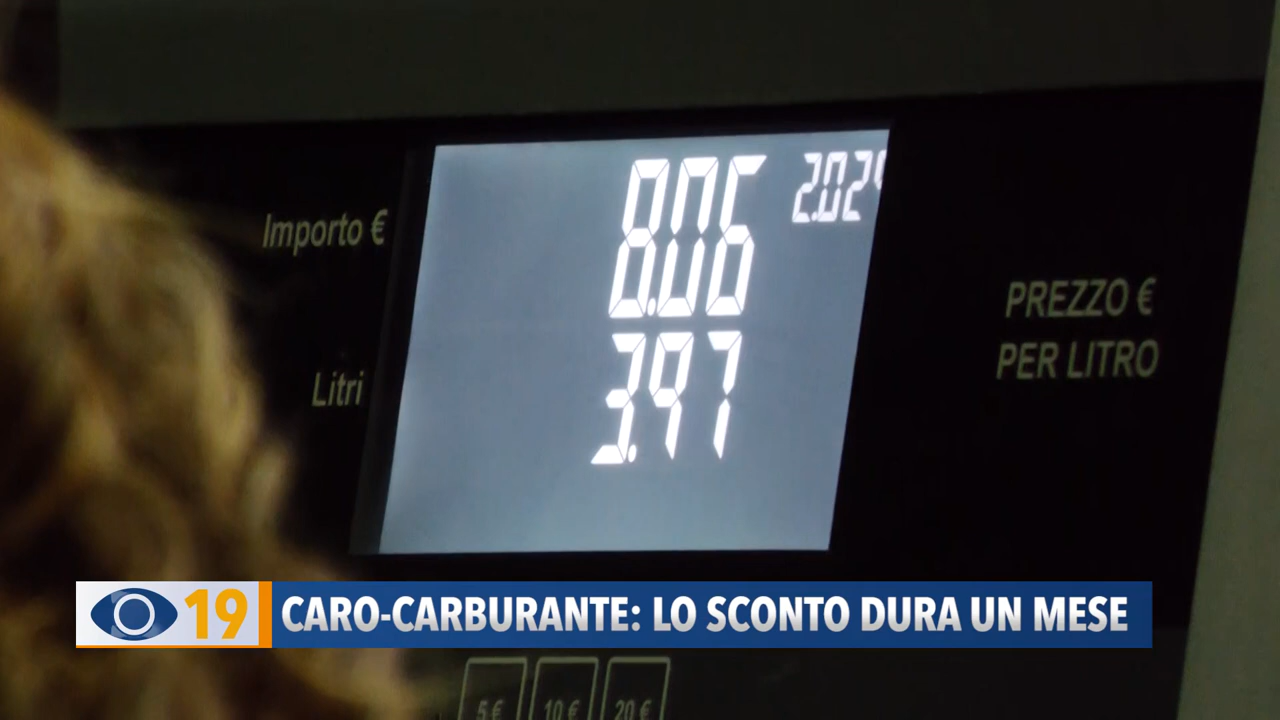 Importo €
8.06
2.02
Litri
3.97
PREZZO €
PER LITRO
19
CARO-CARBURANTE: LO SCONTO DURA UN MESE
5 €
10 €
20 €